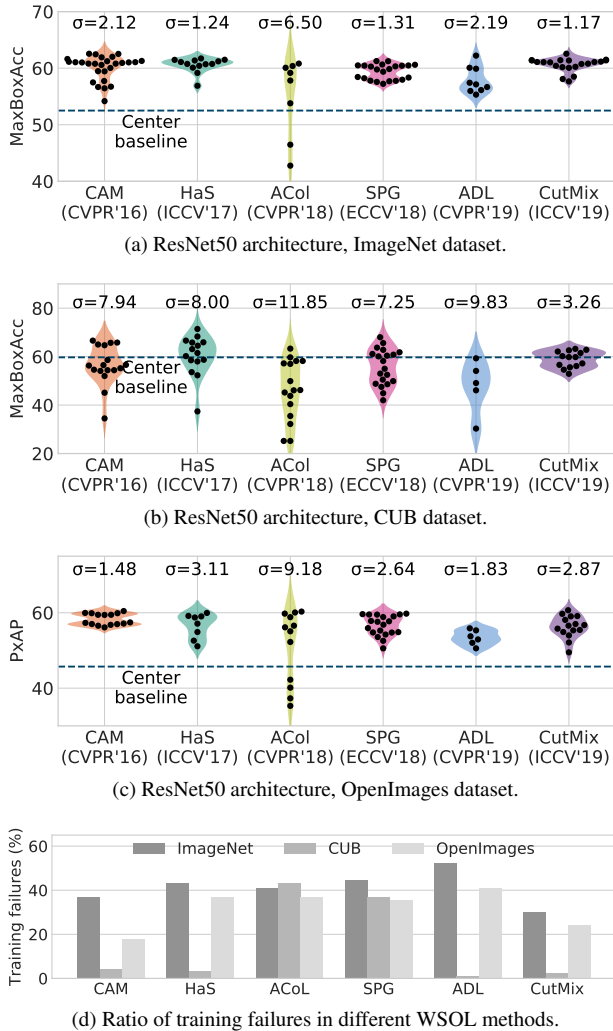 σ=2.12 σ=1.24 σ=6.50 σ=1.31 σ=2.19 σ=1.17
MaxBoxAcc
70
60
50
40
Center
baseline
CAM HaS ACol SPG ADL CutMix
(CVPR'16) (ICCV'17) (CVPR'18) (ECCV'18) (CVPR'19) (ICCV'19)
(a) ResNet50 architecture, ImageNet dataset.
σ=7.94 σ=8.00 σ=11.85 σ=7.25 σ=9.83 σ=3.26
MaxBoxAcc
80
60
40
20
Center
baseline
CAM HaS ACol SPG ADL CutMix
(CVPR'16) (ICCV'17) (CVPR'18) (ECCV'18) (CVPR'19) (ICCV'19)
(b) ResNet50 architecture, CUB dataset.
σ=1.48 σ=3.11 σ=9.18 σ=2.64 σ=1.83 σ=2.87
PxAP
60
40
Center
baseline
CAM HaS ACol SPG ADL CutMix
(CVPR'16) (ICCV'17) (CVPR'18) (ECCV'18) (CVPR'19) (ICCV'19)
(c) ResNet50 architecture, OpenImages dataset.
Training failures (%)
60
40
20
0
ImageNet CUB OpenImages
CAM HaS ACoL SPG ADL CutMix
(d) Ratio of training failures in different WSOL methods.